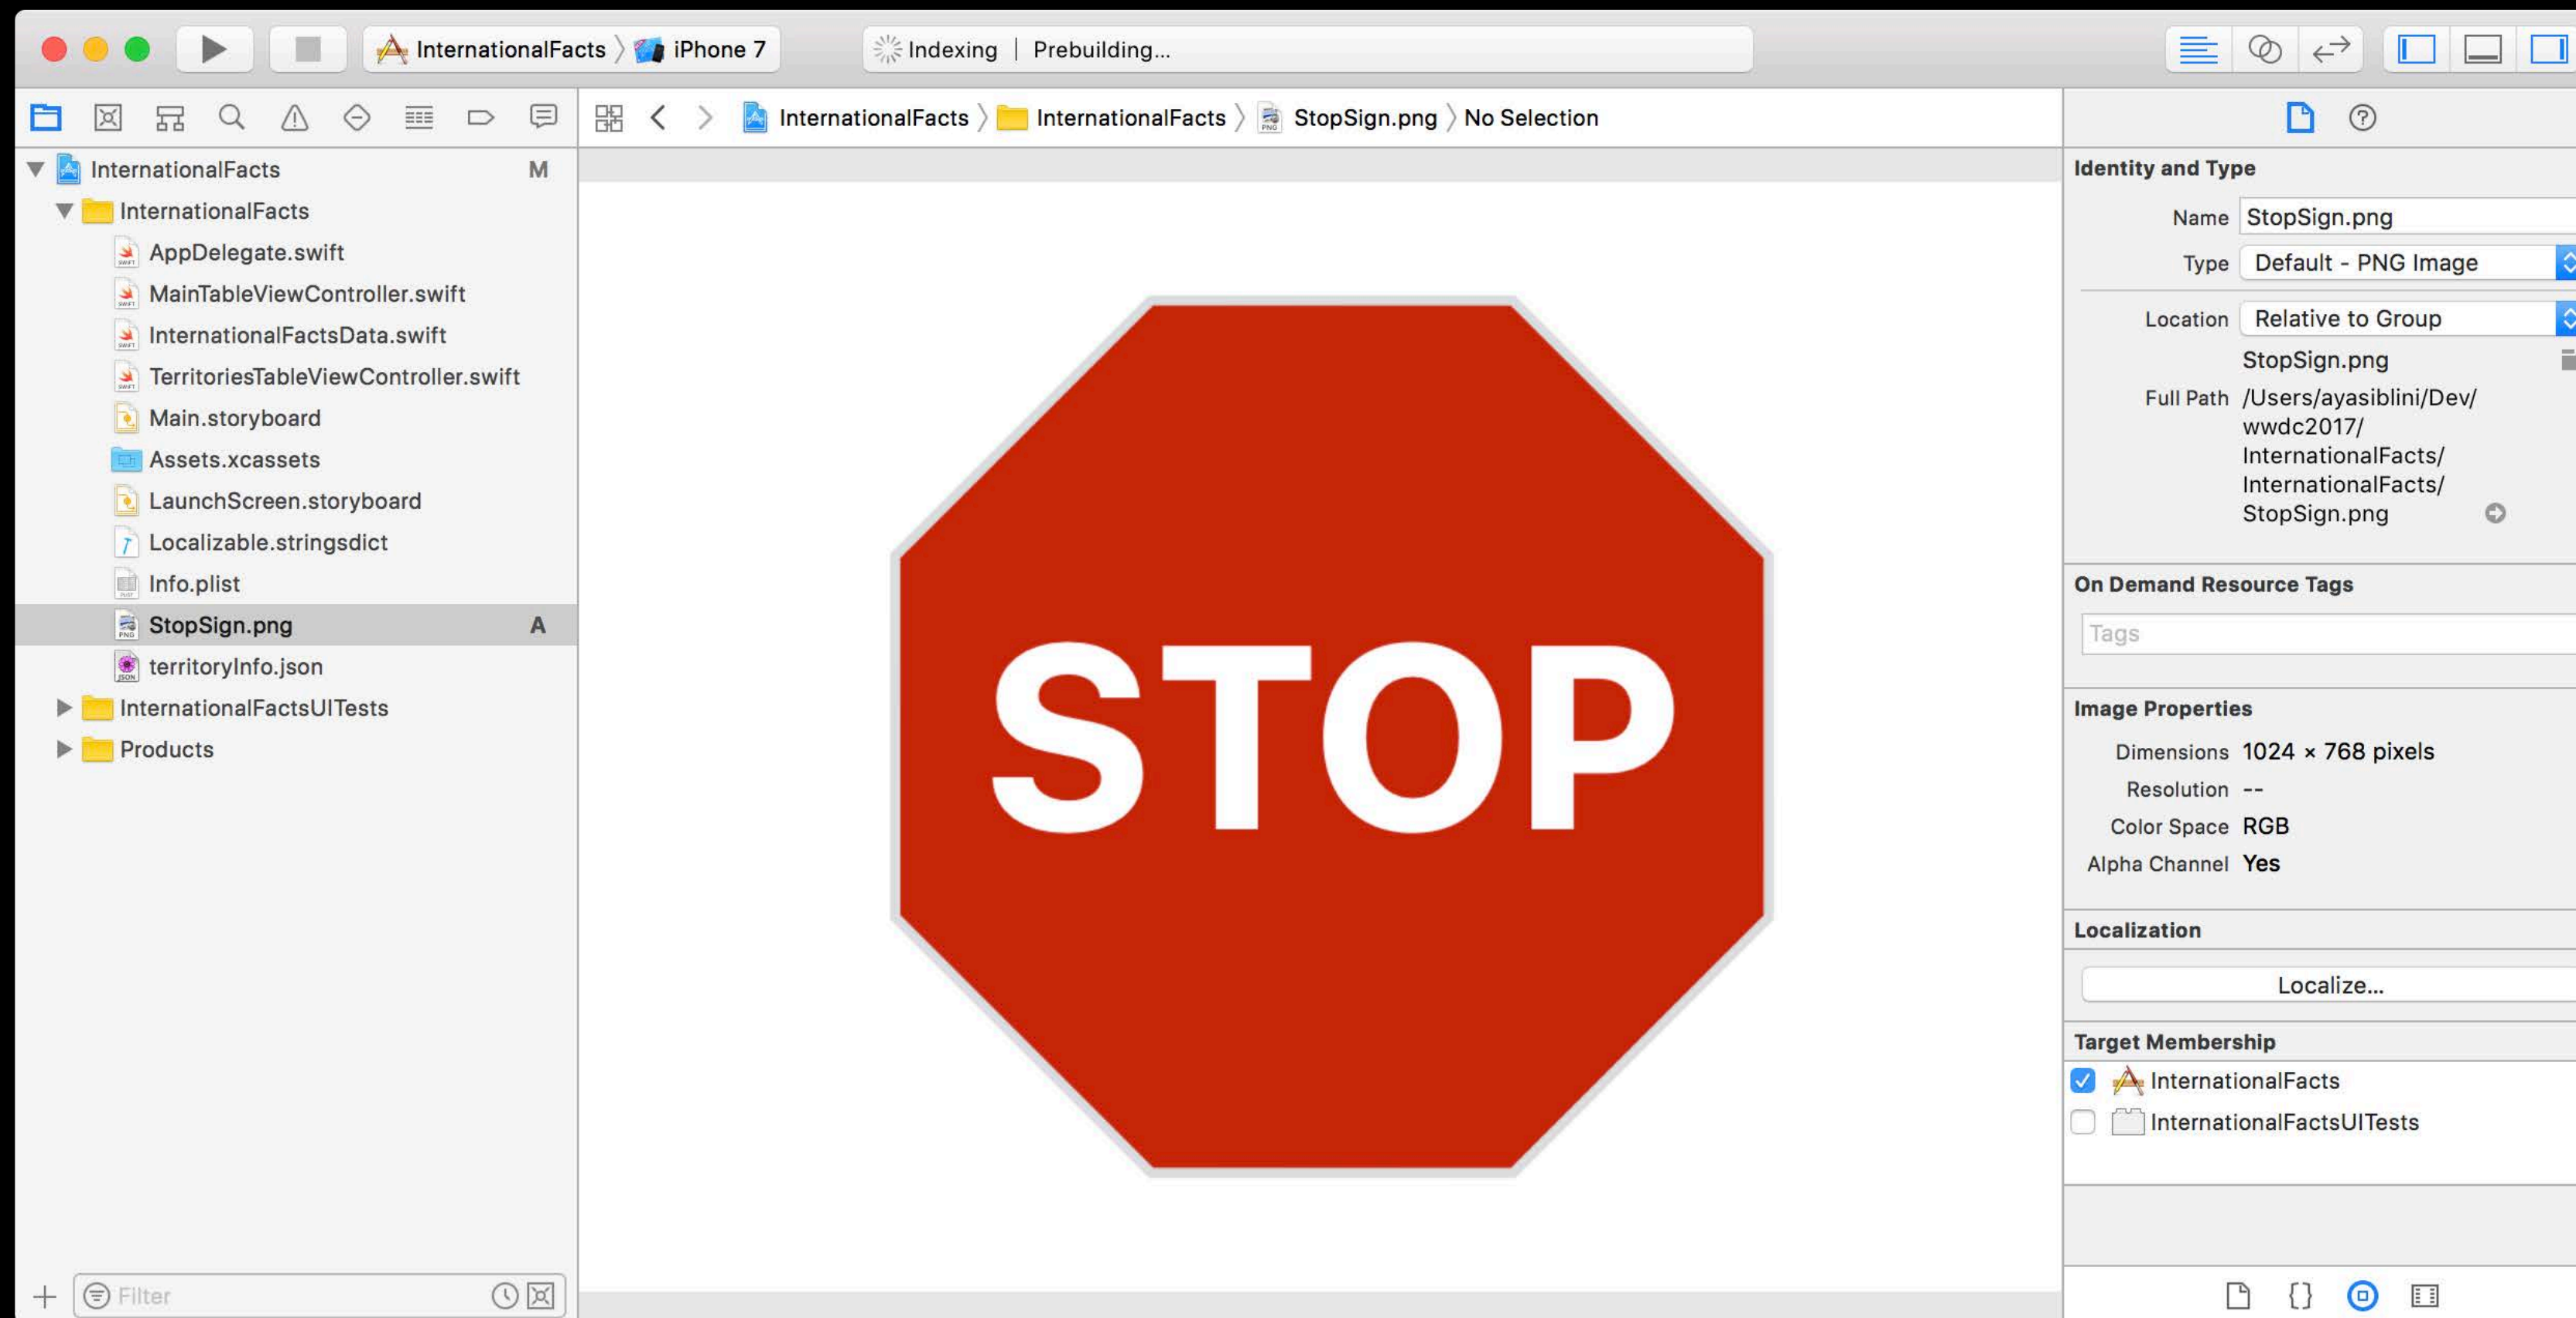 InternationalFacts iPhone 7
Indexing | Prebuilding...
InternationalFacts InternationalFacts StopSign.png No Selection
InternationalFacts M
InternationalFacts
AppDelegate.swift
MainTableViewController.swift
InternationalFactsData.swift
TerritoriesTableViewController.swift
Main.storyboard
Assets.xcassets
LaunchScreen.storyboard
Localizable.stringsdict
Info.plist
StopSign.png A
territoryInfo.json
InternationalFactsUITests
Products
Filter
STOP
Identity and Type
Name StopSign.png
Type Default - PNG Image
Location Relative to Group
StopSign.png
Full Path /Users/ayasiblini/Dev/
wwdc2017/
InternationalFacts/
InternationalFacts/
StopSign.png
On Demand Resource Tags
Tags
Image Properties
Dimensions 1024 × 768 pixels
Resolution --
Color Space RGB
Alpha Channel Yes
Localization
Localize...
Target Membership
InternationalFacts
InternationalFactsUITests